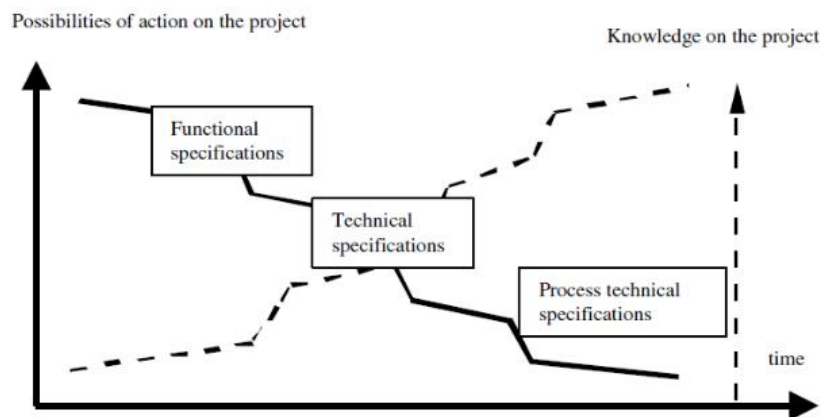 Possibilities of action on the project
Knowledge on the project
Functional
specifications
Technical
specifications
Process technical
specifications
time